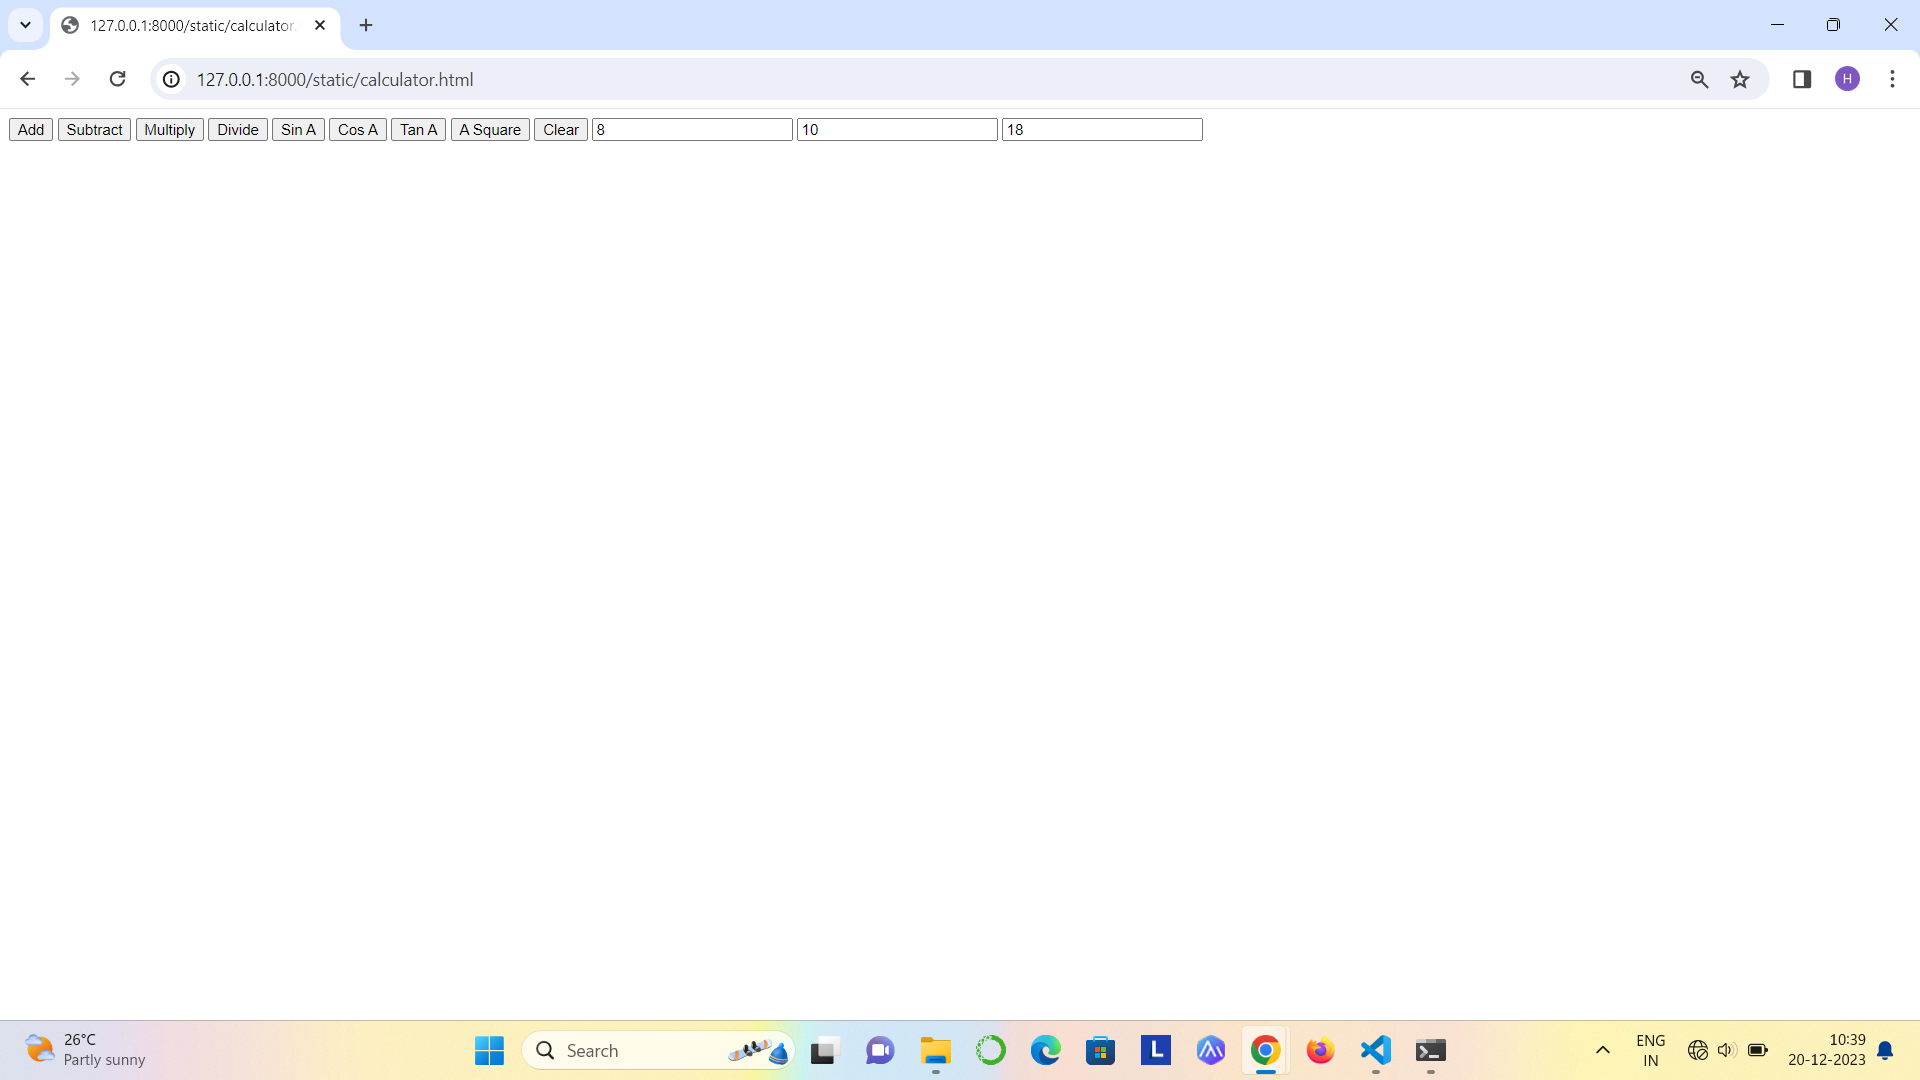 127.0.0.1:8000/static/calculator.
127.0.0.1:8000/static/calculator.html
H
Add Subtract Multiply Divide Sin A Cos A Tan A A Square Clear 8 10 18
26°C
Partly sunny
Search
L
ENG
IN
10:39
20-12-2023